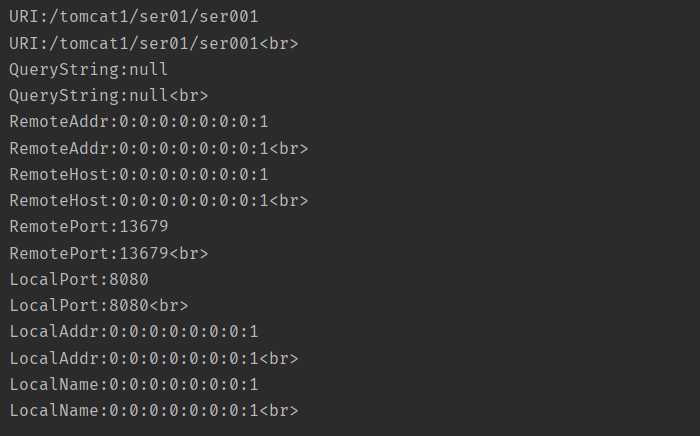 URI:/tomcat1/ser01/ser001
URI:/tomcat1/ser01/ser001<br>
QueryString:null
QueryString:null<br>
RemoteAddr:0:0:0:0:0:0:0:1
RemoteAddr:0:0:0:0:0:0:0:1<br>
RemoteHost:0:0:0:0:0:0:0:1
RemoteHost:0:0:0:0:0:0:0:1<br>
RemotePort:13679
RemotePort:13679<br>
LocalPort:8080
LocalPort:8080<br>
LocalAddr:0:0:0:0:0:0:0:1
LocalAddr:0:0:0:0:0:0:0:1<br>
LocalName:0:0:0:0:0:0:0:1
LocalName:0:0:0:0:0:0:0:1<br>